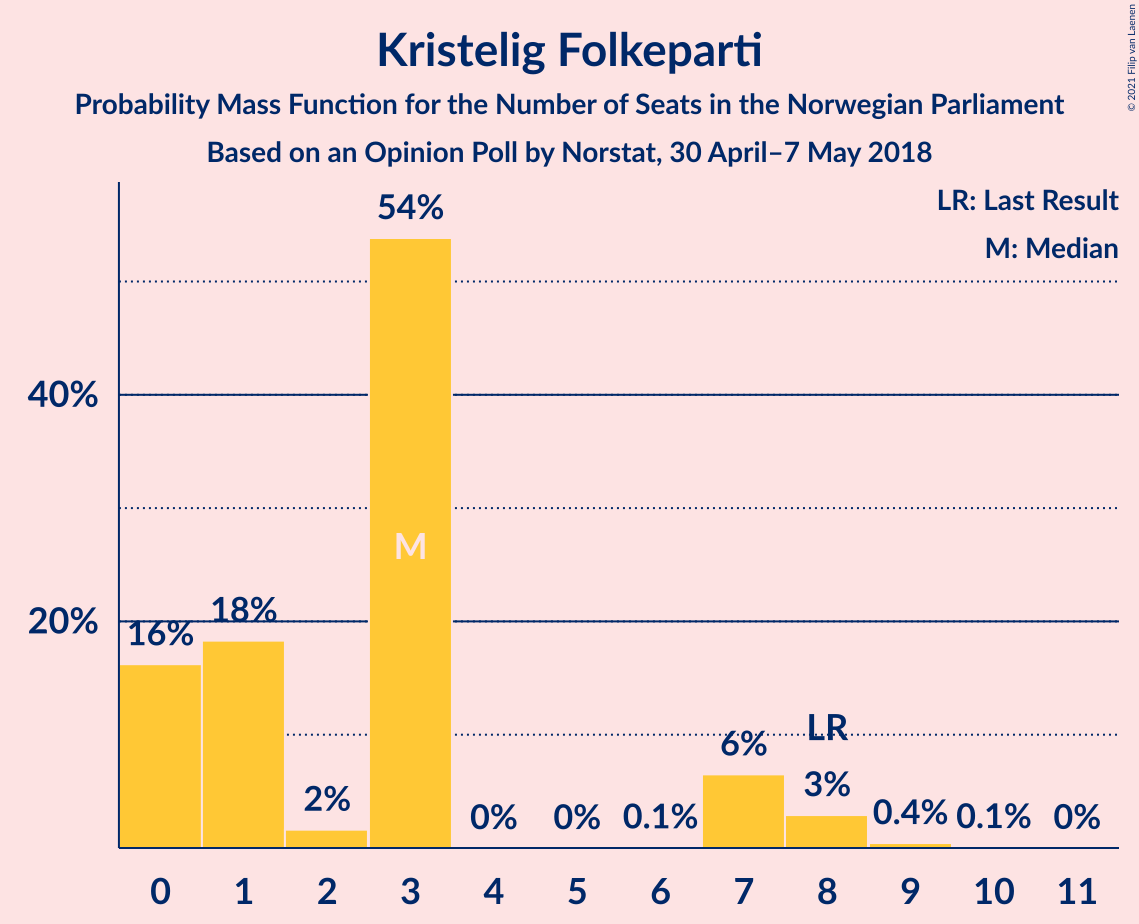 Kristelig Folkeparti
Probability Mass Function for the Number of Seats in the Norwegian Parliament
Based on an Opinion Poll by Norstat, 30 April–7 May 2018
© 2021 Filip van Laenen
LR: Last Result
M: Median
54%
40%
M
20%
16% 18%
LR
6%
2% 3%
0% 0% 0.1% 0.4% 0.1% 0%
0 1 2 3 4 5 6 7 8 9 10 11